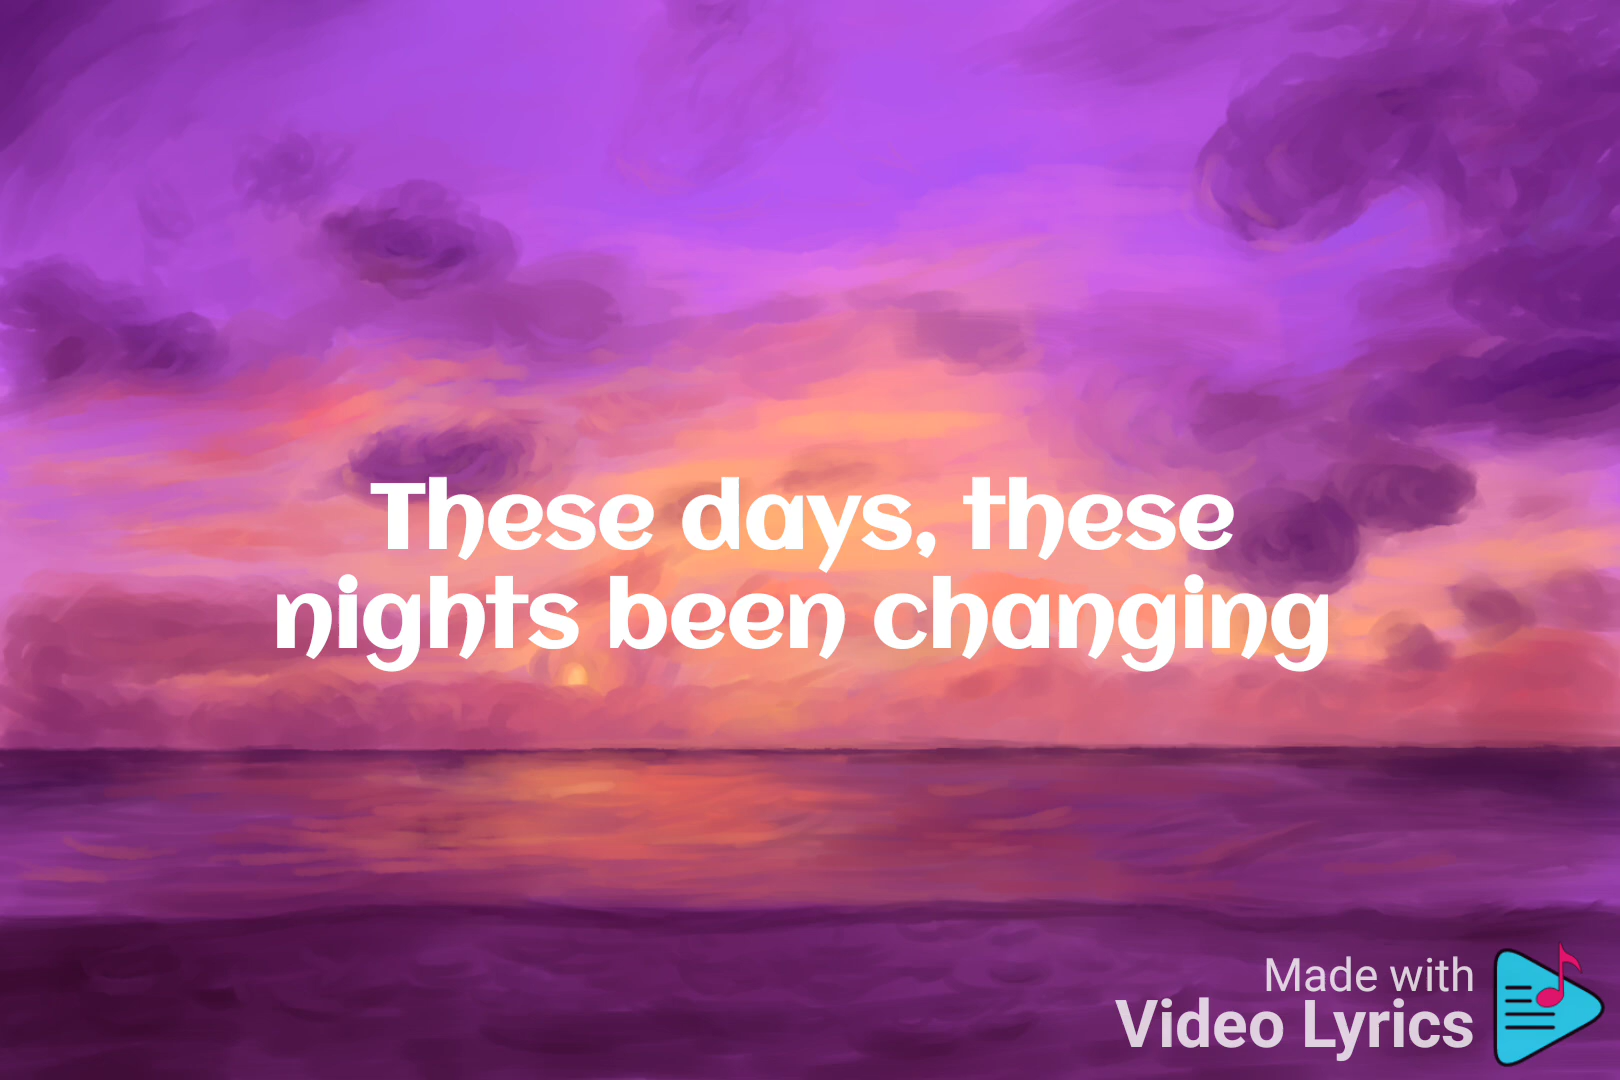 These days, these
nights been changing
Made with
Video Lyrics